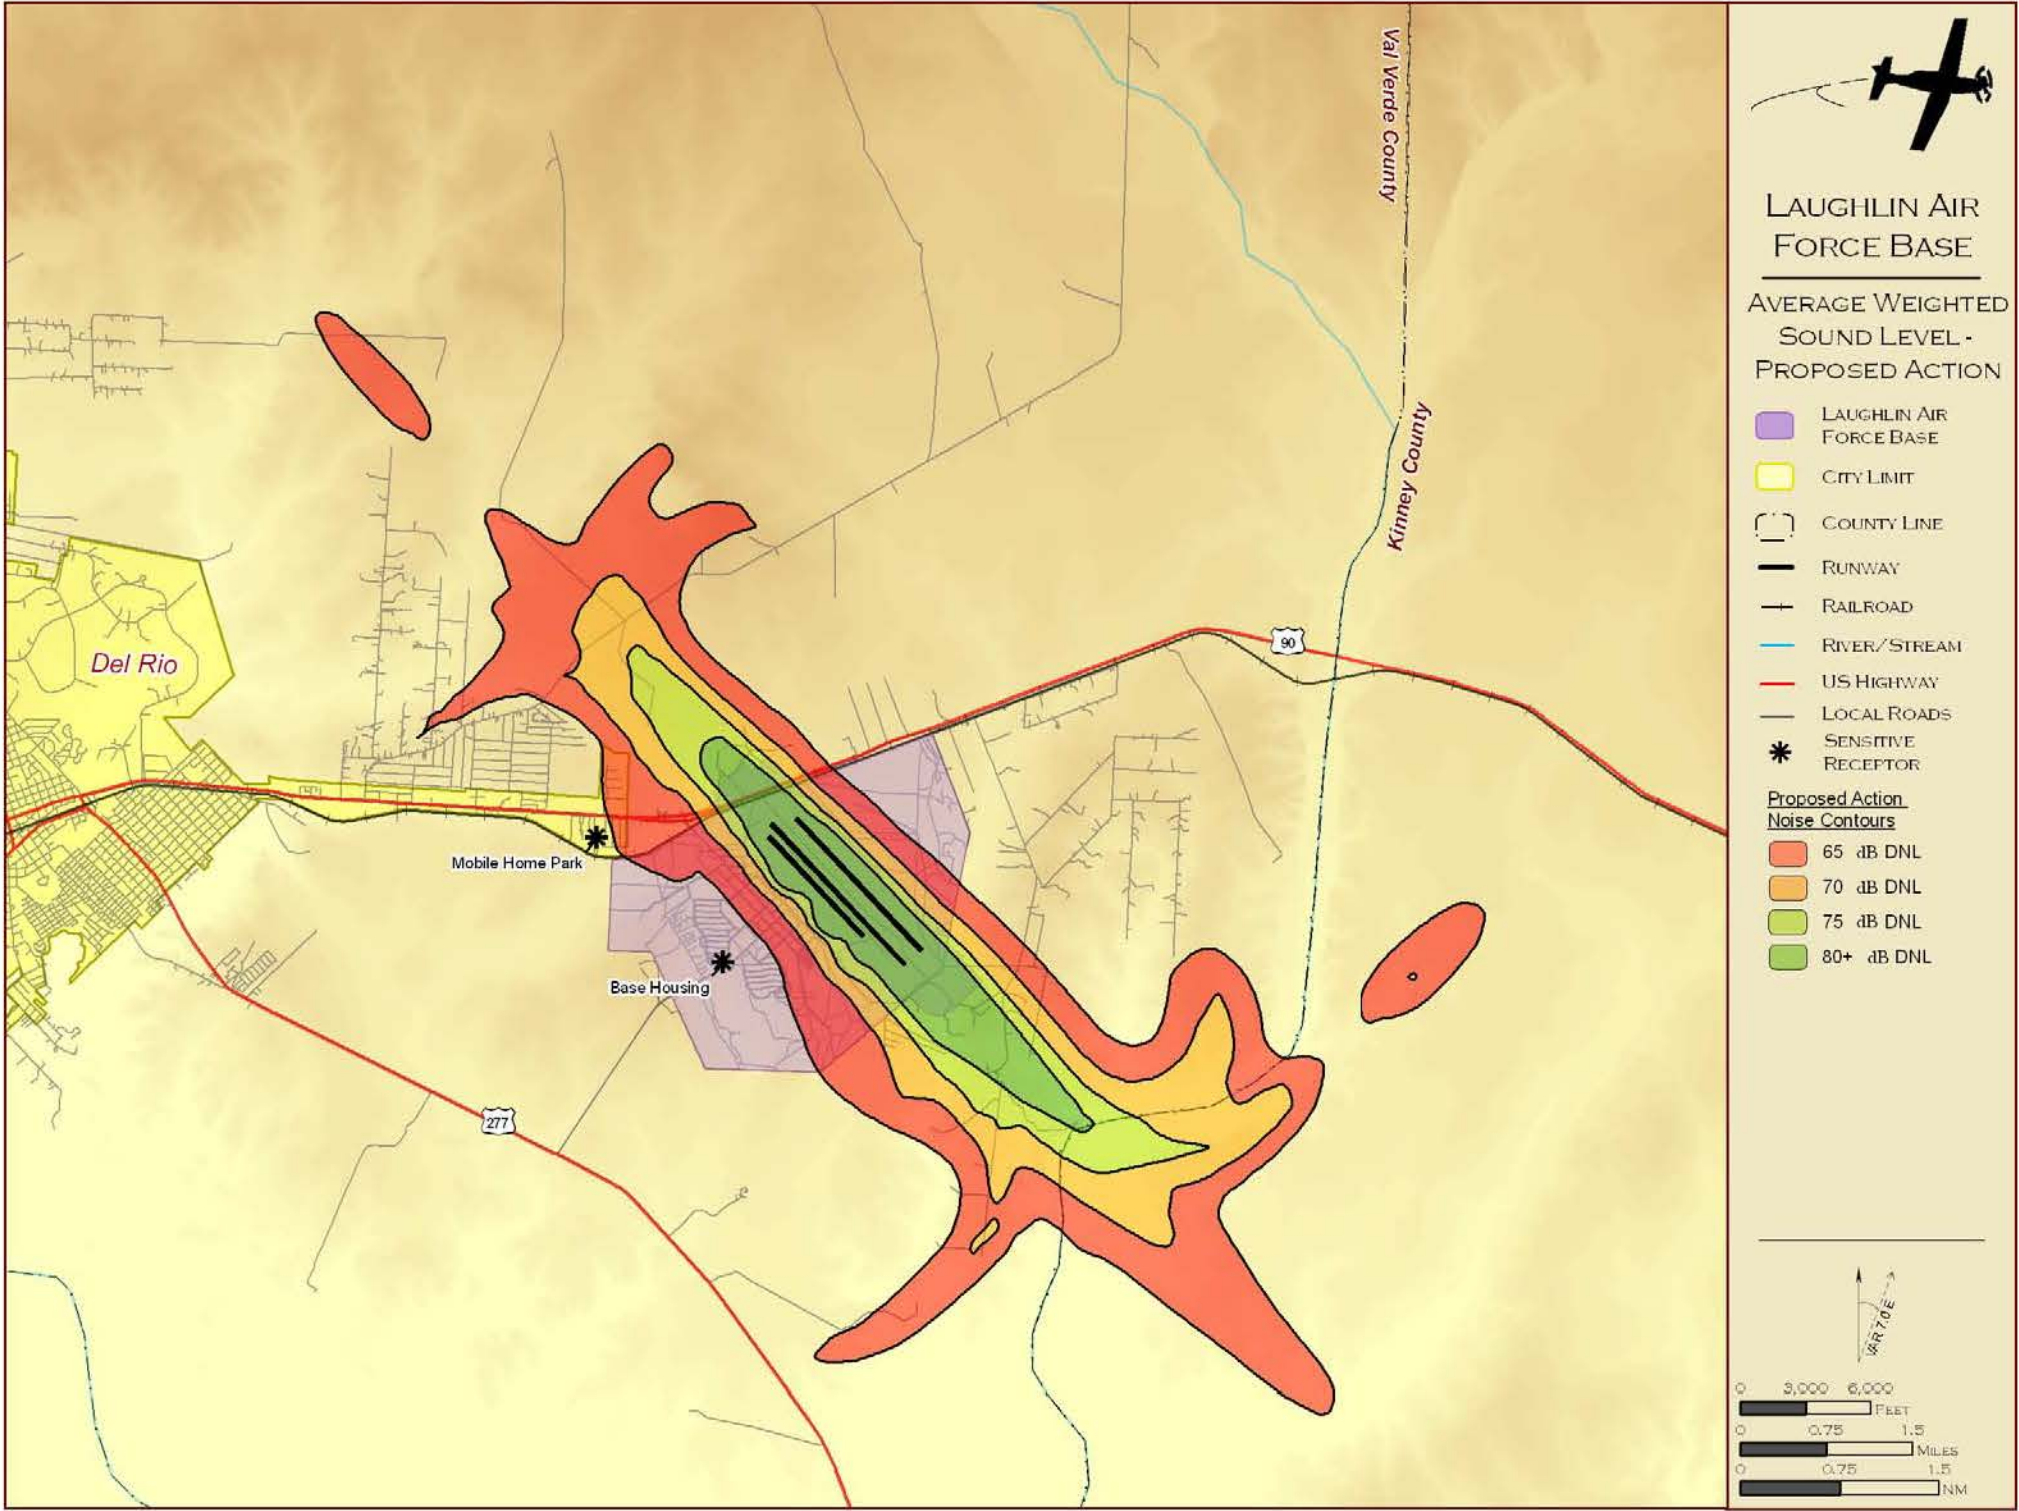 Val Verde County
Kinney County
Del Rio
90
277
Mobile Home Park
Base Housing
LAUGHLIN AIR
FORCE BASE
AVERAGE WEIGHTED
SOUND LEVEL -
PROPOSED ACTION
LAUGHLIN AIR
FORCE BASE
CITY LIMIT
COUNTY LINE
RUNWAY
RAILROAD
RIVER/STREAM
US HIGHWAY
LOCAL ROADS
SENSITIVE
RECEPTOR
Proposed Action
Noise Contours
65 dB DNL
70 dB DNL
75 dB DNL
80+ dB DNL
VAR 7.0 E
0 3,000 6,000
FEET
0 0.75 1.5
MILES
0 0.75 1.5
NM